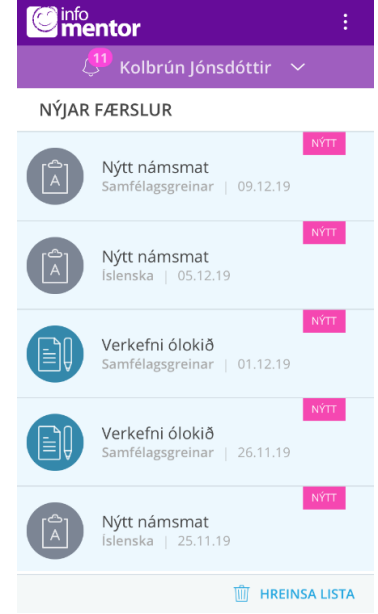 info
mentor
11
Kolbrún Jónsdóttir
NÝJAR FÆRSLUR
NÝTT
A
Nýtt námsmat
Samfélagsgreinar | 09.12.19
NÝTT
A
Nýtt námsmat
Íslenska | 05.12.19
NÝTT
Verkefni ólokið
Samfélagsgreinar | 01.12.19
NÝTT
Verkefni ólokið
Samfélagsgreinar | 26.11.19
NÝTT
A
Nýtt námsmat
Íslenska | 25.11.19
HREINSA LISTA